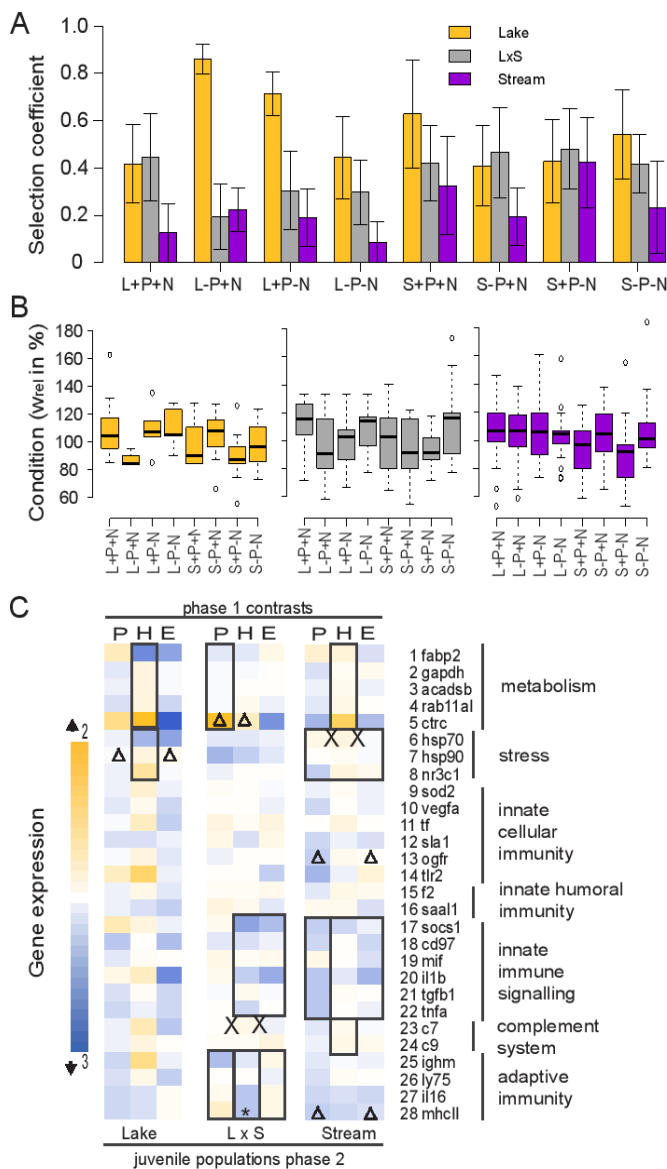 A
1.0
0.8
0.6
0.4
0.2
0
Selection coefficient
Lake
LxS
Stream
L+P+N L-P+N L+P-N L-P-N S+P+N S-P+N S+P-N S-P-N
B
180
160
140
120
100
80
60
Condition (Wrel in %)
L+P+N L-P+N L+P-N L-P-N S+P+N S-P+N S+P-N S-P-N
L+P+N L-P+N L+P-N L-P-N S+P+N S-P+N S+P-N S-P-N
L+P+N L+P-N L+P-N L-P-N S+P+N S-P+N S+P-N S-P-N
C
phase 1 contrasts
P H E P H E P H E
2
Gene expression
3
1 fabp2
2 gapdh
3 acadsb
4 rab11al
5 ctrc
metabolism
6 hsp70
7 hsp90
8 nr3c1
stress
9 sod2
10 vegfa
11 tf
12 sla1
13 ogfr
14 tlr2
innate
cellular
immunity
15 f2
16 saal1
innate humoral
immunity
17 socs1
18 cd97
19 mif
20 il1b
21 tgfb1
22 tnfa
innate
immune
signalling
23 c7
24 c9
complement
system
25 ighm
26 ly75
27 il16
28 mhcII
adaptive
immunity
X X
X X
*
Lake L x S Stream
juvenile populations phase 2